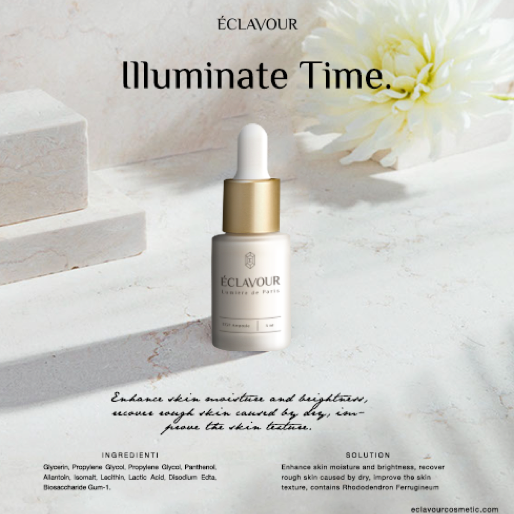 ÉCLAVOUR
Illuminate Time.
ÉCLAVOUR
Lumière de Paris
Enhance skin moisture and brightness,
recover rough skin caused by dry, im-
prove the skin texture.
INGREDIENTI
Glycerin, Propylene Glycol, Propylene Glycol, Panthenol,
Allantoin, Isomalt, Lecithin, Lactic Acid, Disodium Edta,
Biosaccharide Gum-1.
SOLUTION
Enhance skin moisture and brightness, recover
rough skin caused by dry, improve the skin
texture, contains Rhododendron Ferrugineum
eclavourcosmetic.com